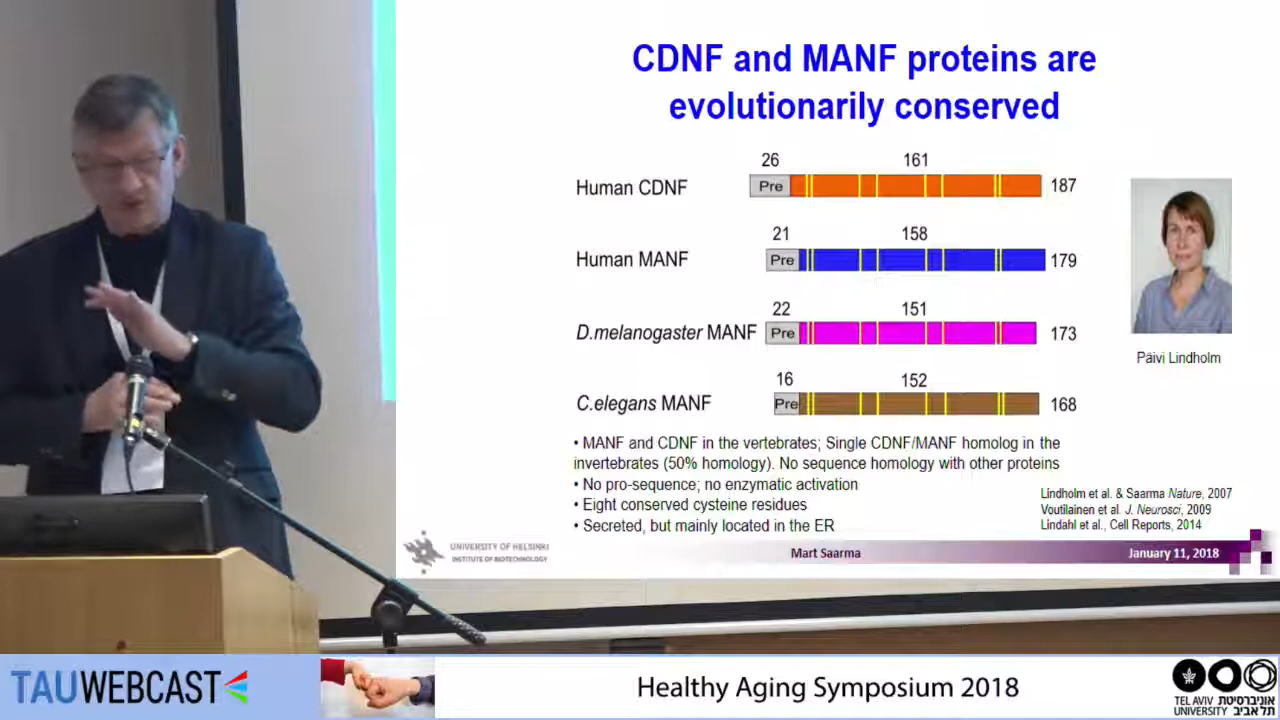 CDNF and MANF proteins are
evolutionarily conserved
26 161
Human CDNF Pre 187
21 158
Human MANF Pre 179
22 151
D.melanogaster MANF Pre 173
16 152
C.elegans MANF Pre 168
Päivi Lindholm
• MANF and CDNF in the vertebrates; Single CDNF/MANF homolog in the
invertebrates (50% homology). No sequence homology with other proteins
• No pro-sequence; no enzymatic activation
• Eight conserved cysteine residues
• Secreted, but mainly located in the ER
Lindholm et al. & Saarma Nature, 2007
Voutilainen et al. J. Neurosci, 2009
Lindahl et al., Cell Reports, 2014
UNIVERSITY OF HELSINKI
INSTITUTE OF BIOTECHNOLOGY
Mart Saarma
January 11, 2018
TAUWEBCAST
Healthy Aging Symposium 2018
TEL AVIV אוניברסיטת
UNIVERSITY תל אביב